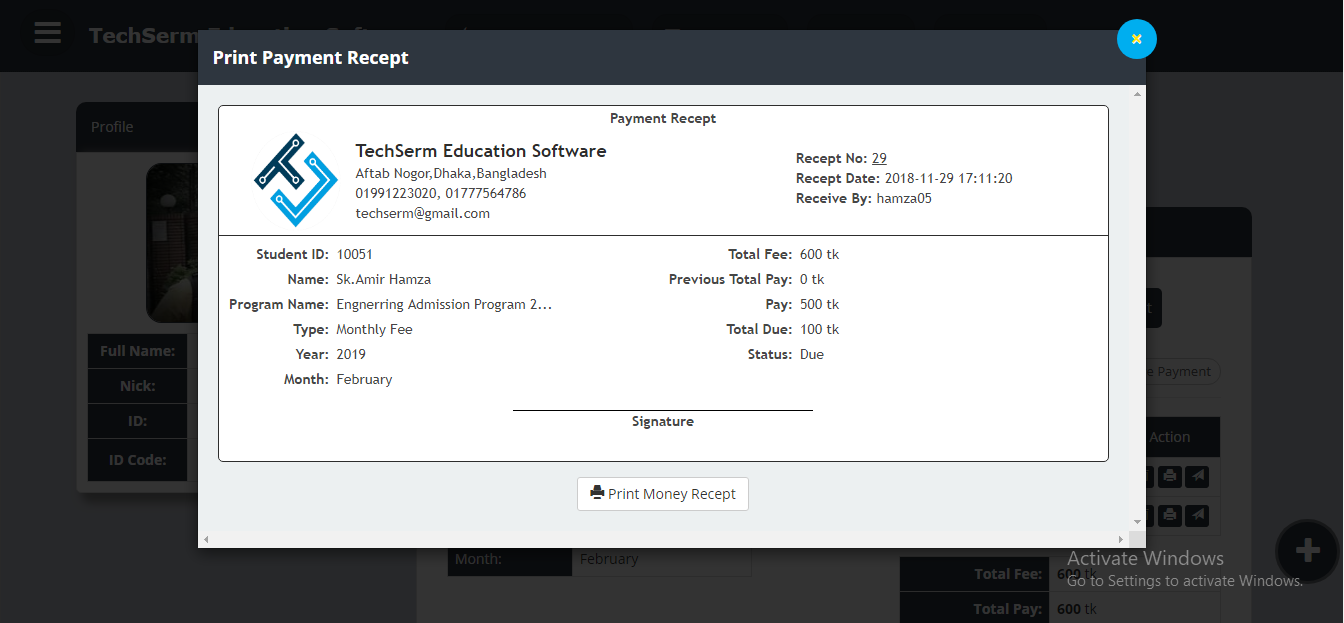 TechSerm
Print Payment Recept
Profile
Payment Recept
TechSerm Education Software
Aftab Nogor,Dhaka,Bangladesh
01991223020, 01777564786
techserm@gmail.com
Recept No: 29
Recept Date: 2018-11-29 17:11:20
Receive By: hamza05
Student ID: 10051
Name: Sk.Amir Hamza
Program Name: Engnerring Admission Program 2...
Type: Monthly Fee
Year: 2019
Month: February
Total Fee: 600 tk
Previous Total Pay: 0 tk
Pay: 500 tk
Total Due: 100 tk
Status: Due
Signature
Print Money Recept
Full Name:
Nick:
ID:
ID Code:
Payment
Action
Month: February
Total Fee: 600 tk
Total Pay: 600 tk
Activate Windows
Go to Settings to activate Windows.